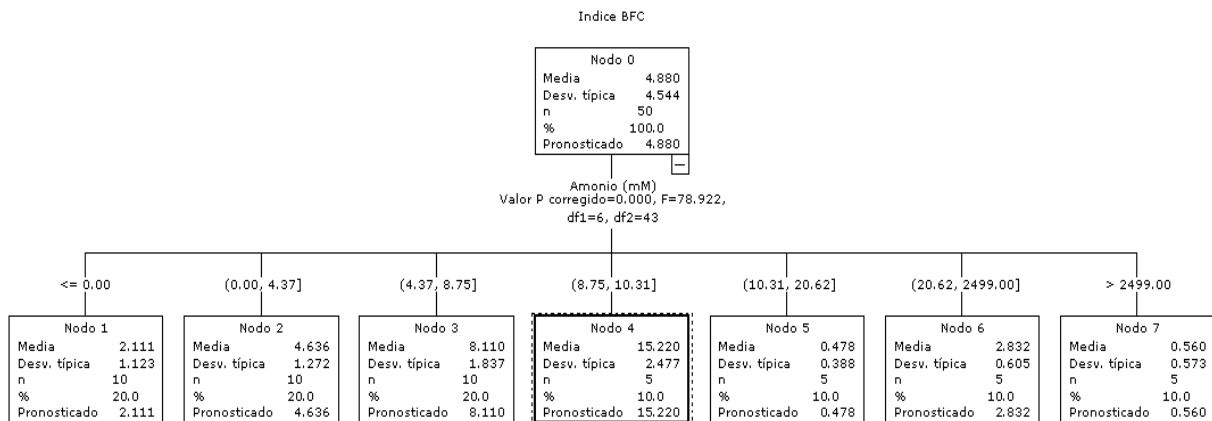 Indice BFC
Nodo 0
Media 4.880
Desv. típica 4.544
n 50
% 100.0
Pronosticado 4.880
Amonio (mM)
Valor P corregido=0.000, F=78.922,
df1=6, df2=43
<= 0.00
(0.00, 4.37]
(4.37, 8.75]
(8.75, 10.31]
(10.31, 20.62]
(20.62, 2499.00]
> 2499.00
Nodo 1
Media 2.111
Desv. típica 1.123
n 10
% 20.0
Pronosticado 2.111
Nodo 2
Media 4.636
Desv. típica 1.272
n 10
% 20.0
Pronosticado 4.636
Nodo 3
Media 8.110
Desv. típica 1.837
n 10
% 20.0
Pronosticado 8.110
Nodo 4
Media 15.220
Desv. típica 2.477
n 5
% 10.0
Pronosticado 15.220
Nodo 5
Media 0.478
Desv. típica 0.388
n 5
% 10.0
Pronosticado 0.478
Nodo 6
Media 2.832
Desv. típica 0.605
n 5
% 10.0
Pronosticado 2.832
Nodo 7
Media 0.560
Desv. típica 0.573
n 5
% 10.0
Pronosticado 0.560